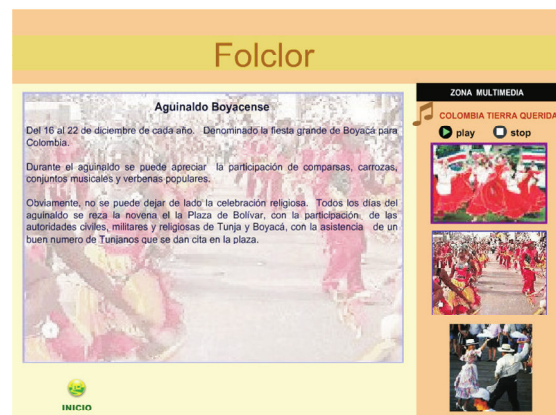 Folclor
Aguinaldo Boyacense
Del 16 al 22 de diciembre de cada año. Denominado la fiesta grande de Boyacá para
Colombia.
Durante el aguinaldo se puede apreciar la participación de comparsas, carrozas,
conjuntos musicales y verbenas populares.
Obviamente, no se puede dejar de lado la celebración religiosa. Todos los días del
aguinaldo se reza la novena el la Plaza de Bolívar, con la participación de las
autoridades civiles, militares y religiosas de Tunja y Boyacá, con la asistencia de un
buen numero de Tunjanos que se dan cita en la plaza.
INICIO
ZONA MULTIMEDIA
COLOMBIA TIERRA QUERIDA
play stop